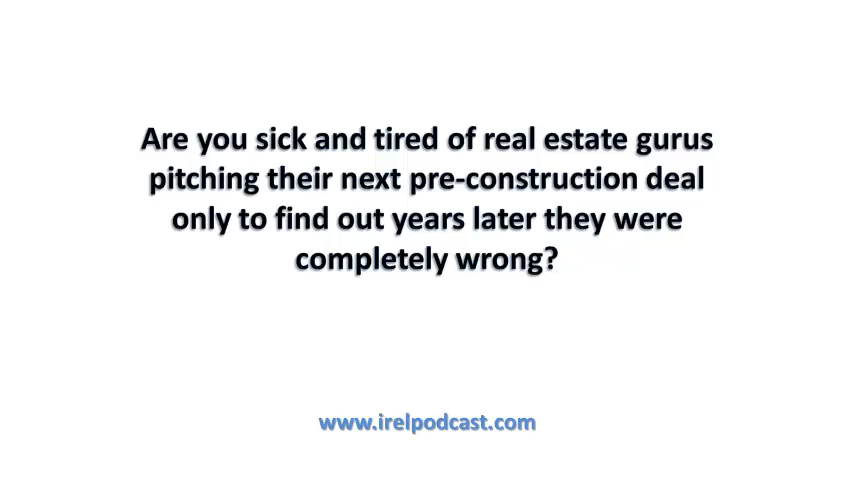 Are you sick and tired of real estate gurus
pitching their next pre-construction deal
only to find out years later they were
completely wrong?
www.irelpodcast.com